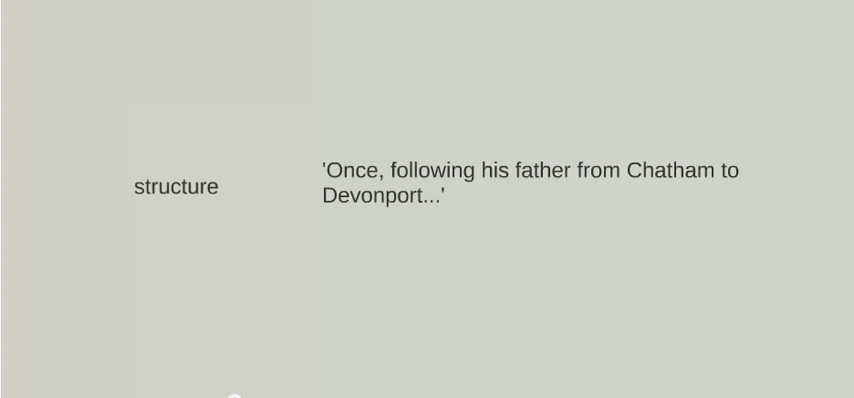 structure
'Once, following his father from Chatham to
Devonport...'